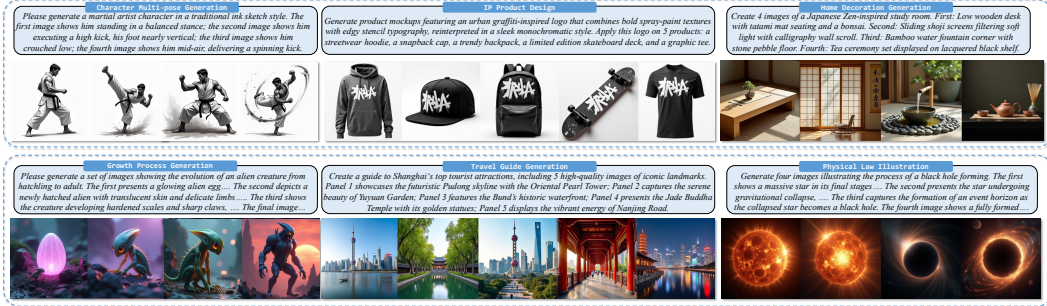 Character Multi-pose Generation
Please generate a martial artist character in a traditional ink sketch style. The
first image shows him standing in a balanced stance; the second image shows him
executing a high kick, his foot nearly vertical; the third image shows him
crouched low; the fourth image shows him mid-air, delivering a spinning kick.
IP Product Design
Generate product mockups featuring an urban graffiti-inspired logo that combines bold spray-paint textures
with edgy stencil typography, reinterpreted in a sleek monochromatic style. Apply this logo on 5 products: a
streetwear hoodie, a snapback cap, a trendy backpack, a limited edition skateboard deck, and a graphic tee.
Home Decoration Generation
Create 4 images of a Japanese Zen-inspired study room. First: Low wooden desk
with tatami mat seating and a bonsai. Second: Sliding shoji screens filtering soft
light with calligraphy wall scroll. Third: Bamboo water fountain corner with
stone pebble floor. Fourth: Tea ceremony set displayed on lacquered black shelf.
Growth Process Generation
Please generate a set of images showing the evolution of an alien creature from
hatching to adult. The first presents a glowing alien egg.... The second depicts a
newly hatched alien with translucent skin and delicate limbs..... The third shows
the creature developing hardened scales and sharp claws, .... The final image...
Travel Guide Generation
Create a guide to Shanghai's top tourist attractions, including 5 high-quality images of iconic landmarks.
Panel 1 showcases the futuristic Pudong skyline with the Oriental Pearl Tower; Panel 2 captures the serene
beauty of Yuyuan Garden; Panel 3 features the Bund's historic waterfront; Panel 4 presents the Jade Buddha
Temple with its golden statues; Panel 5 displays the vibrant energy of Nanjing Road.
Physical Law Illustration
Generate four images illustrating the process of a black hole forming. The first
shows a massive star in its final stages.... The second presents the star undergoing
gravitational collapse, .... The third captures the formation of an event horizon as
the collapsed star becomes a black hole. The fourth image shows a fully formed....